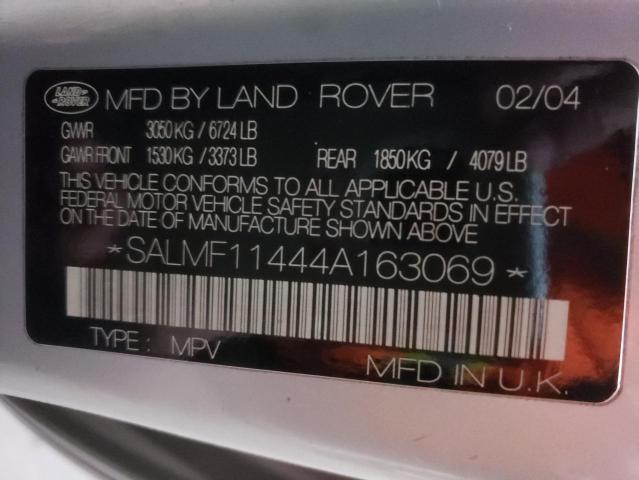 LAND ROVER MFD BY LAND ROVER 02/04
GVWR 3050 KG / 6724 LB
GAWR FRONT 1530 KG / 3373 LB REAR 1850 KG / 4079 LB
THIS VEHICLE CONFORMS TO ALL APPLICABLE U.S.
FEDERAL MOTOR VEHICLE SAFETY STANDARDS IN EFFECT
ON THE DATE OF MANUFACTURE SHOWN ABOVE
*SALMF11444A163069*
TYPE: MPV
MFD IN U.K.